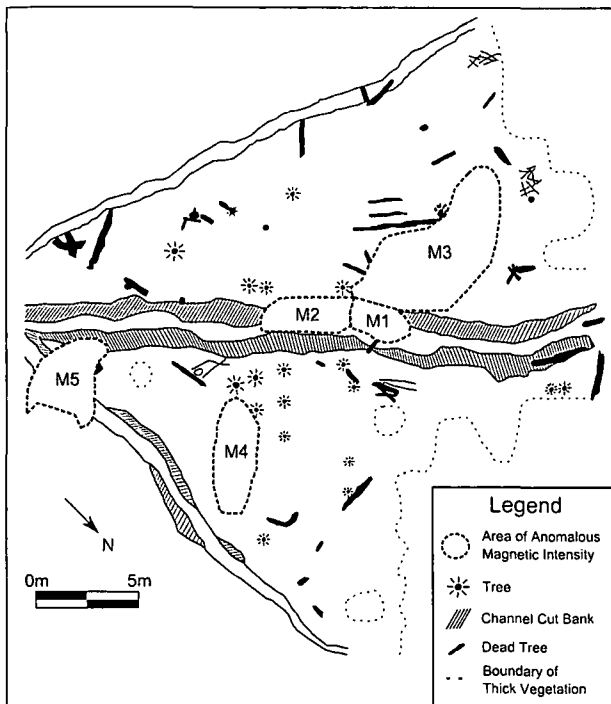 M3
M2
M1
M5
M4
N
0m
5m
Legend
Area of Anomalous
Magnetic Intensity
Tree
Channel Cut Bank
Dead Tree
Boundary of
Thick Vegetation